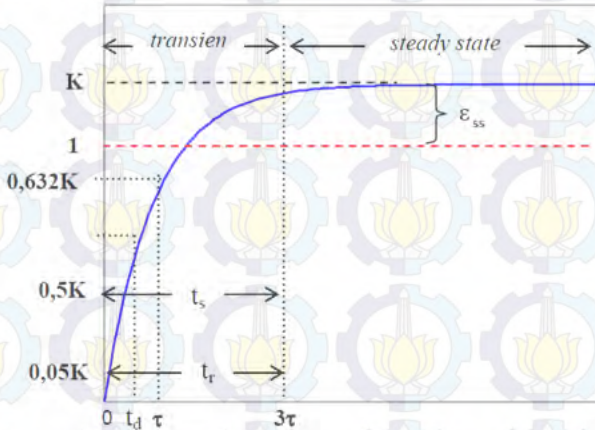 transien steady state
K
ε_ss
1
0,632K
0,5K
t_s
0,05K
t_r
0 t_d τ 3τ